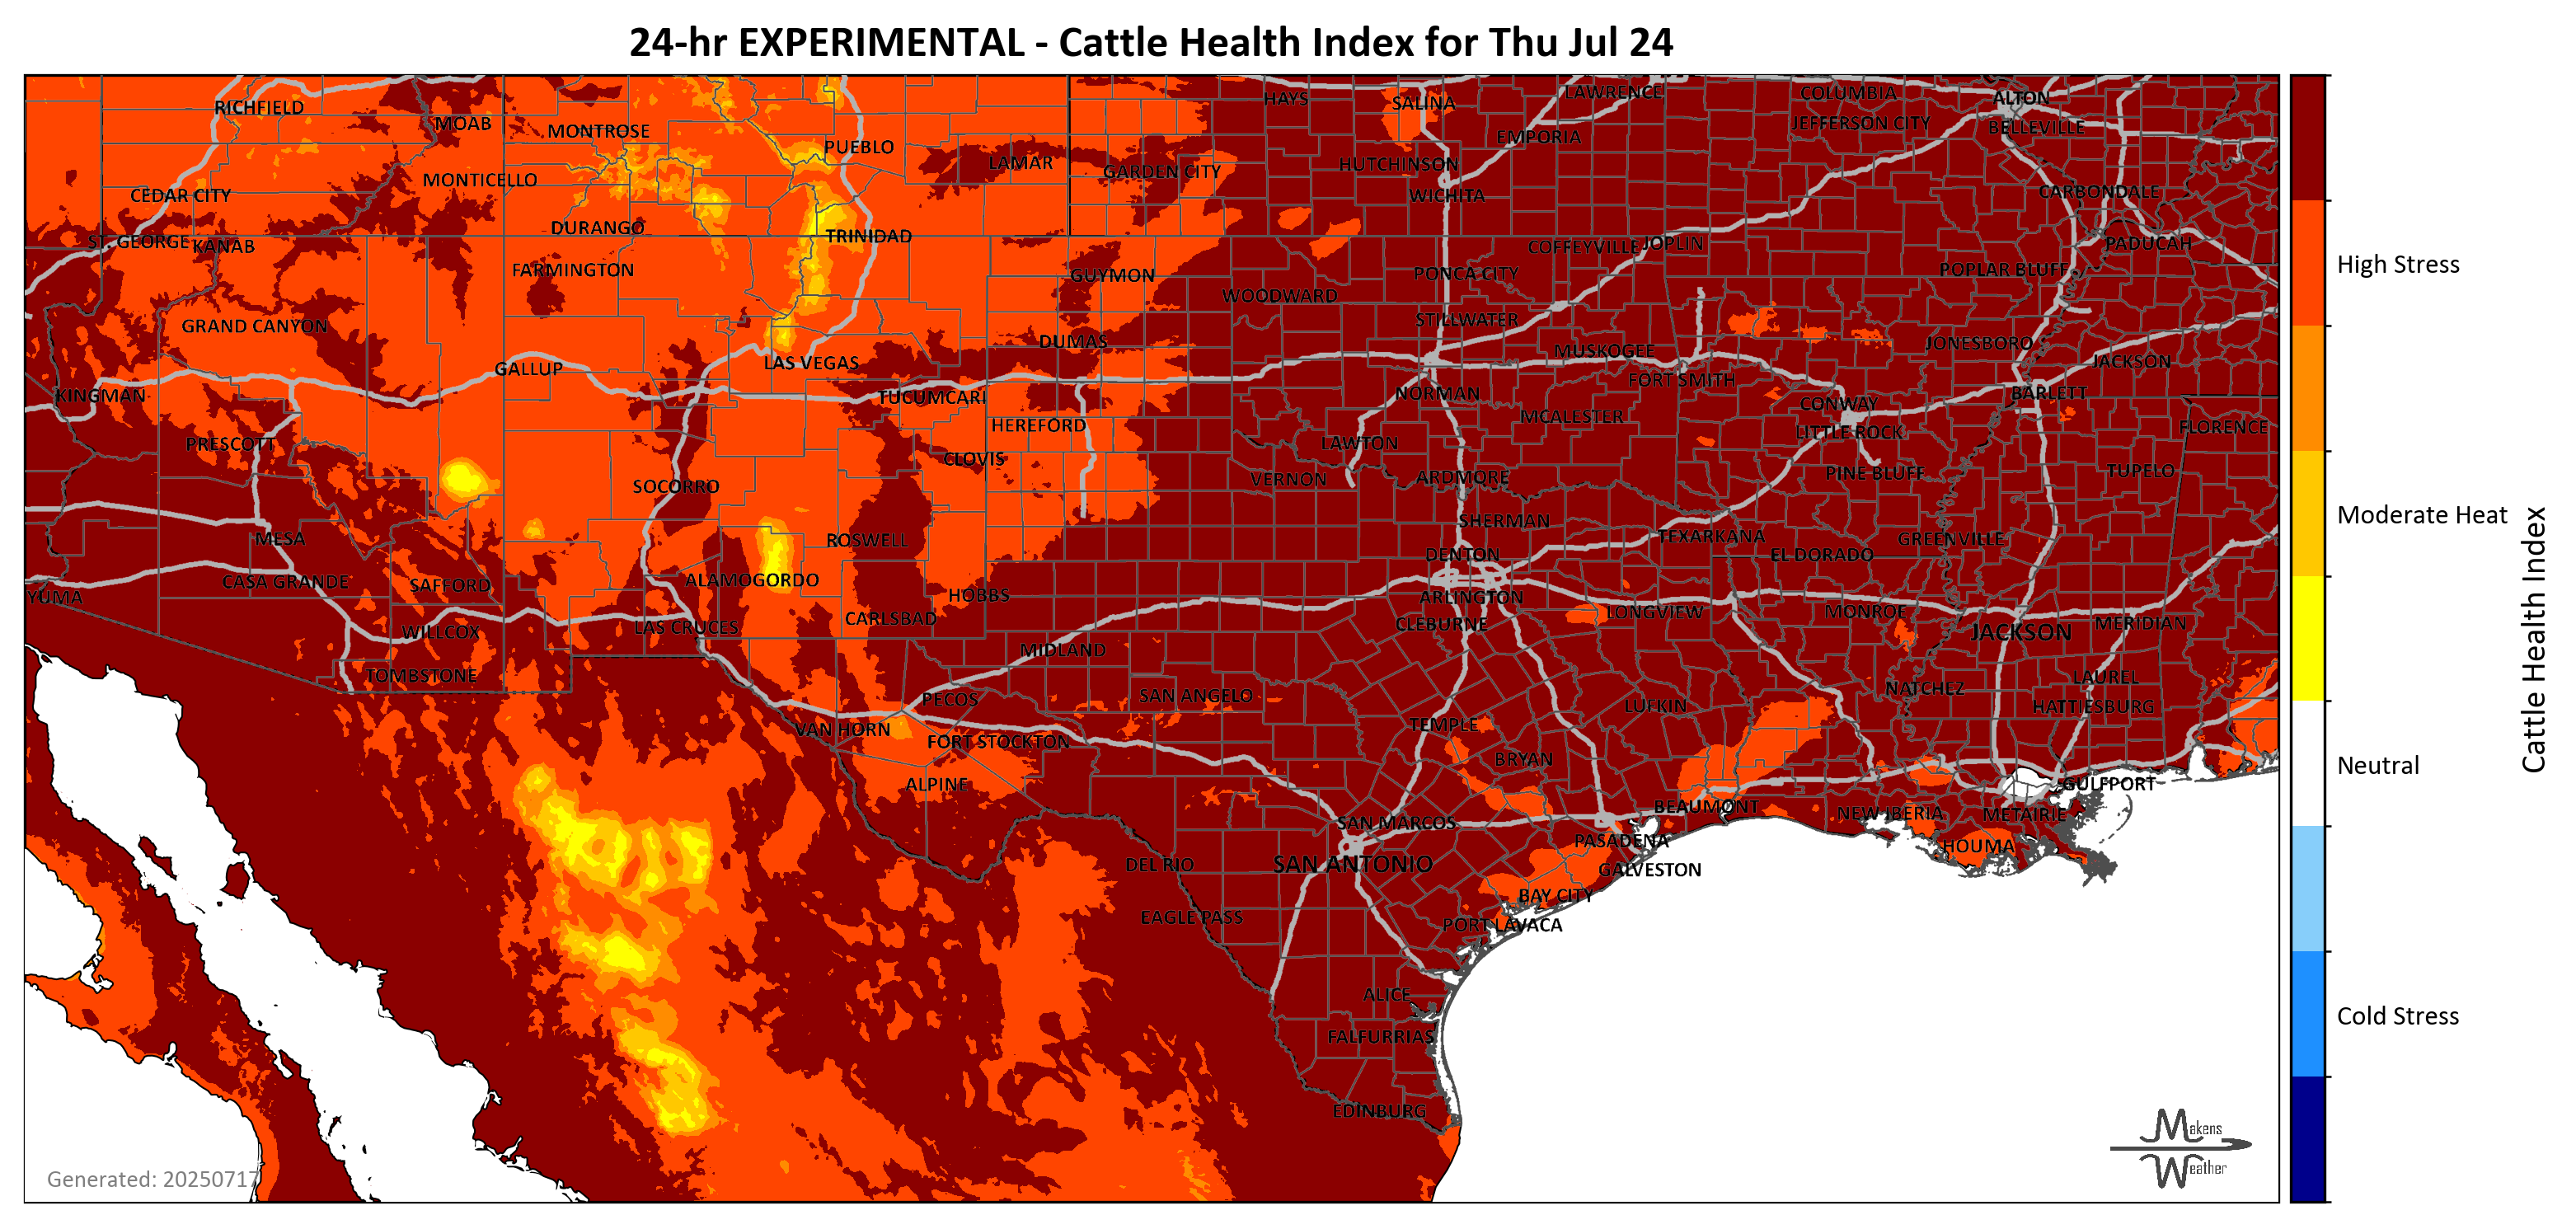 24-hr EXPERIMENTAL - Cattle Health Index for Thu Jul 24
RICHFIELD
MOAB
MONTROSE
PUEBLO
LAMAR
GARDEN CITY
HAYS
SALINA
LAWRENCE
EMPORIA
COLUMBIA
JEFFERSON CITY
ALTON
BELLEVILLE
CEDAR CITY
MONTICELLO
HUTCHINSON
WICHITA
CARBONDALE
ST. GEORGE
KANAB
DURANGO
TRINIDAD
COFFEYVILLE
JOPLIN
PADUCAH
FARMINGTON
GUYMON
PONCA CITY
POPLAR BLUFF
WOODWARD
GRAND CANYON
STILLWATER
DUMAS
MUSKOGEE
JONESBORO
JACKSON
GALLUP
LAS VEGAS
FORT SMITH
KINGMAN
TUCUMCARI
NORMAN
CONWAY
BARLETT
PRESCOTT
HEREFORD
LAWTON
MCALESTER
LITTLE ROCK
FLORENCE
CLOVIS
VERNON
ARDMORE
PINE BLUFF
TUPELO
SOCORRO
SHERMAN
MESA
ROSWELL
DENTON
TEXARKANA
EL DORADO
GREENVILLE
YUMA
CASA GRANDE
SAFFORD
ALAMOGORDO
HOBBS
ARLINGTON
LONGVIEW
MONROE
WILLCOX
LAS CRUCES
CARLSBAD
CLEBURNE
JACKSON
MERIDIAN
MIDLAND
TOMBSTONE
PECOS
SAN ANGELO
LUFKIN
NATCHEZ
LAUREL
HATTIESBURG
VAN HORN
FORT STOCKTON
TEMPLE
BRYAN
ALPINE
GULFPORT
SAN MARCOS
BEAUMONT
NEW IBERIA
METAIRIE
PASADENA
HOUMA
DEL RIO
SAN ANTONIO
GALVESTON
BAY CITY
EAGLE PASS
PORT LAVACA
ALICE
FALFURRIAS
EDINBURG
Generated: 20250717
Makens
Weather
High Stress
Moderate Heat
Neutral
Cold Stress
Cattle Health Index